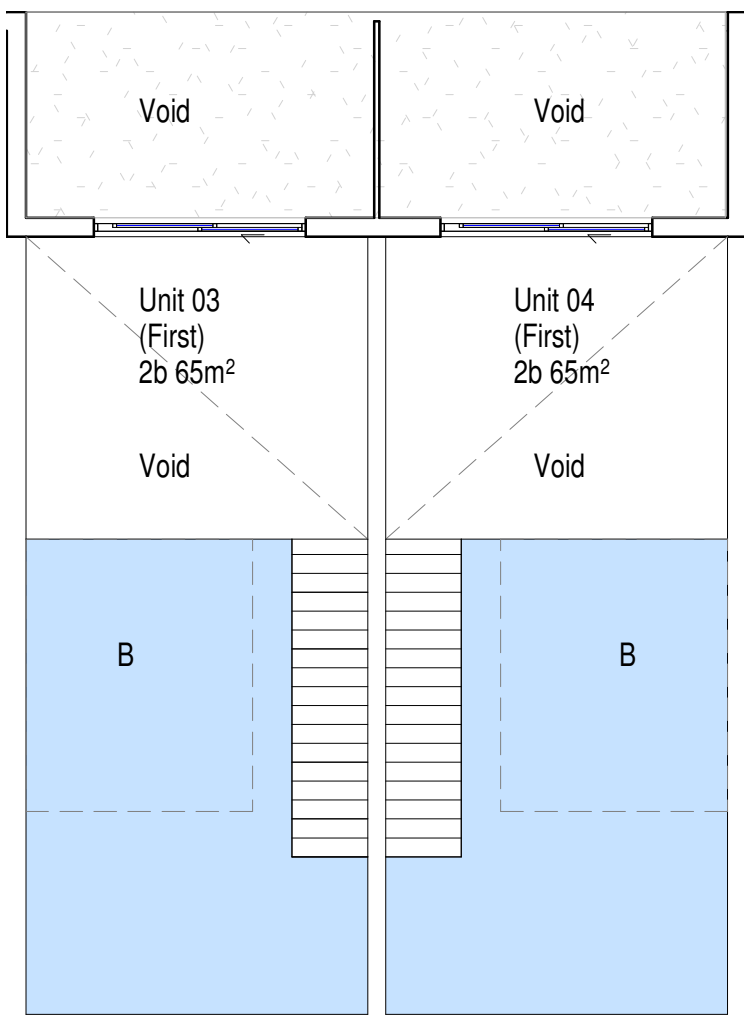 Void
Void
Unit 03
(First)
2b 65m²
Unit 04
(First)
2b 65m²
Void
Void
B
B